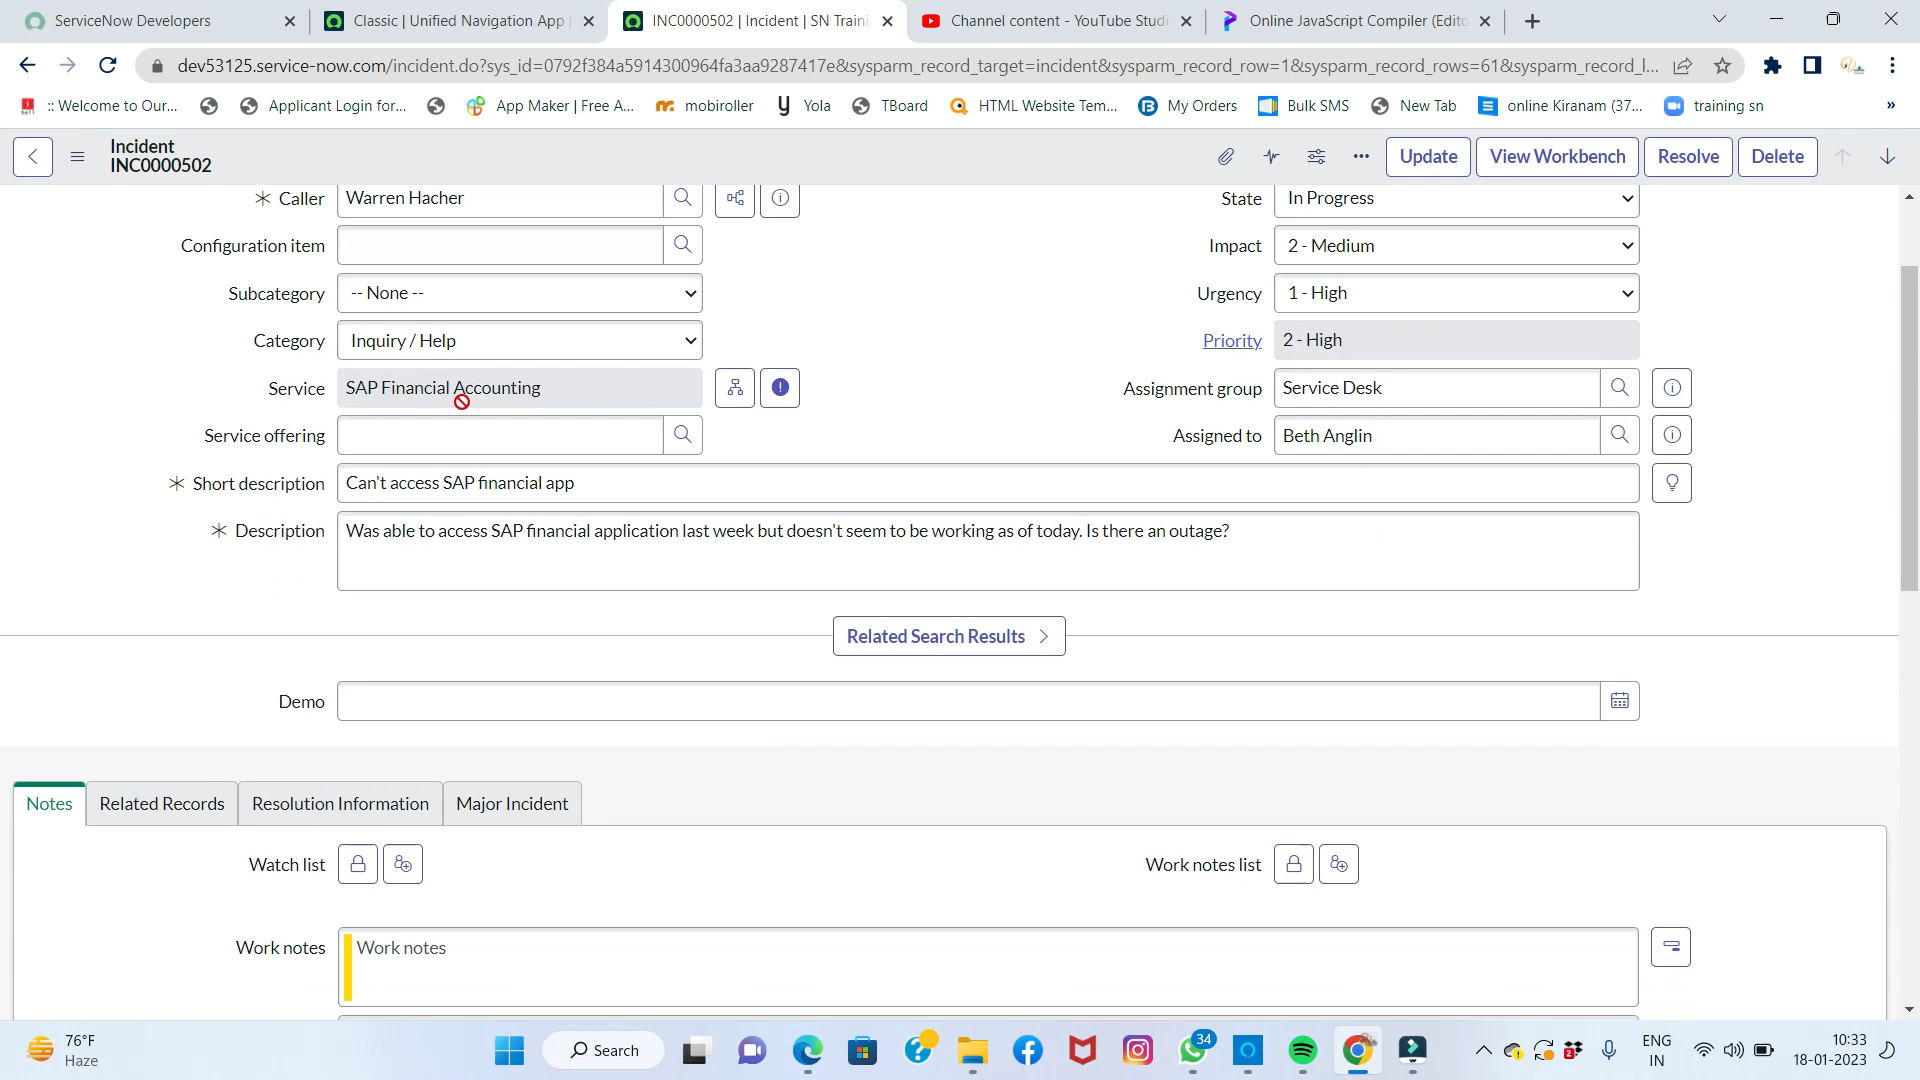 ServiceNow Developers
Classic | Unified Navigation App
INC0000502 | Incident | SN Traini
Channel content - YouTube Studi
Online JavaScript Compiler (Edito
dev53125.service-now.com/incident.do?sys_id=0792f384a5914300964fa3aa9287417e&sysparm_record_target=incident&sysparm_record_row=1&sysparm_record_rows=61&sysparm_record_l...
:: Welcome to Our...
Applicant Login for...
App Maker | Free A...
mobiroller
Yola
TBoard
HTML Website Tem...
My Orders
Bulk SMS
New Tab
online Kiranam (37...
training sn
»
Incident
INC0000502
Update
View Workbench
Resolve
Delete
Caller
Warren Hacher
State
In Progress
Configuration item
Impact
2 - Medium
Subcategory
-- None --
Urgency
1 - High
Category
Inquiry / Help
Priority
2 - High
Service
SAP Financial Accounting
Assignment group
Service Desk
Service offering
Assigned to
Beth Anglin
Short description
Can't access SAP financial app
Description
Was able to access SAP financial application last week but doesn't seem to be working as of today. Is there an outage?
Related Search Results
Demo
Notes
Related Records
Resolution Information
Major Incident
Watch list
Work notes list
Work notes
Work notes
76°F
Haze
Search
34
2
ENG
IN
10:33
18-01-2023